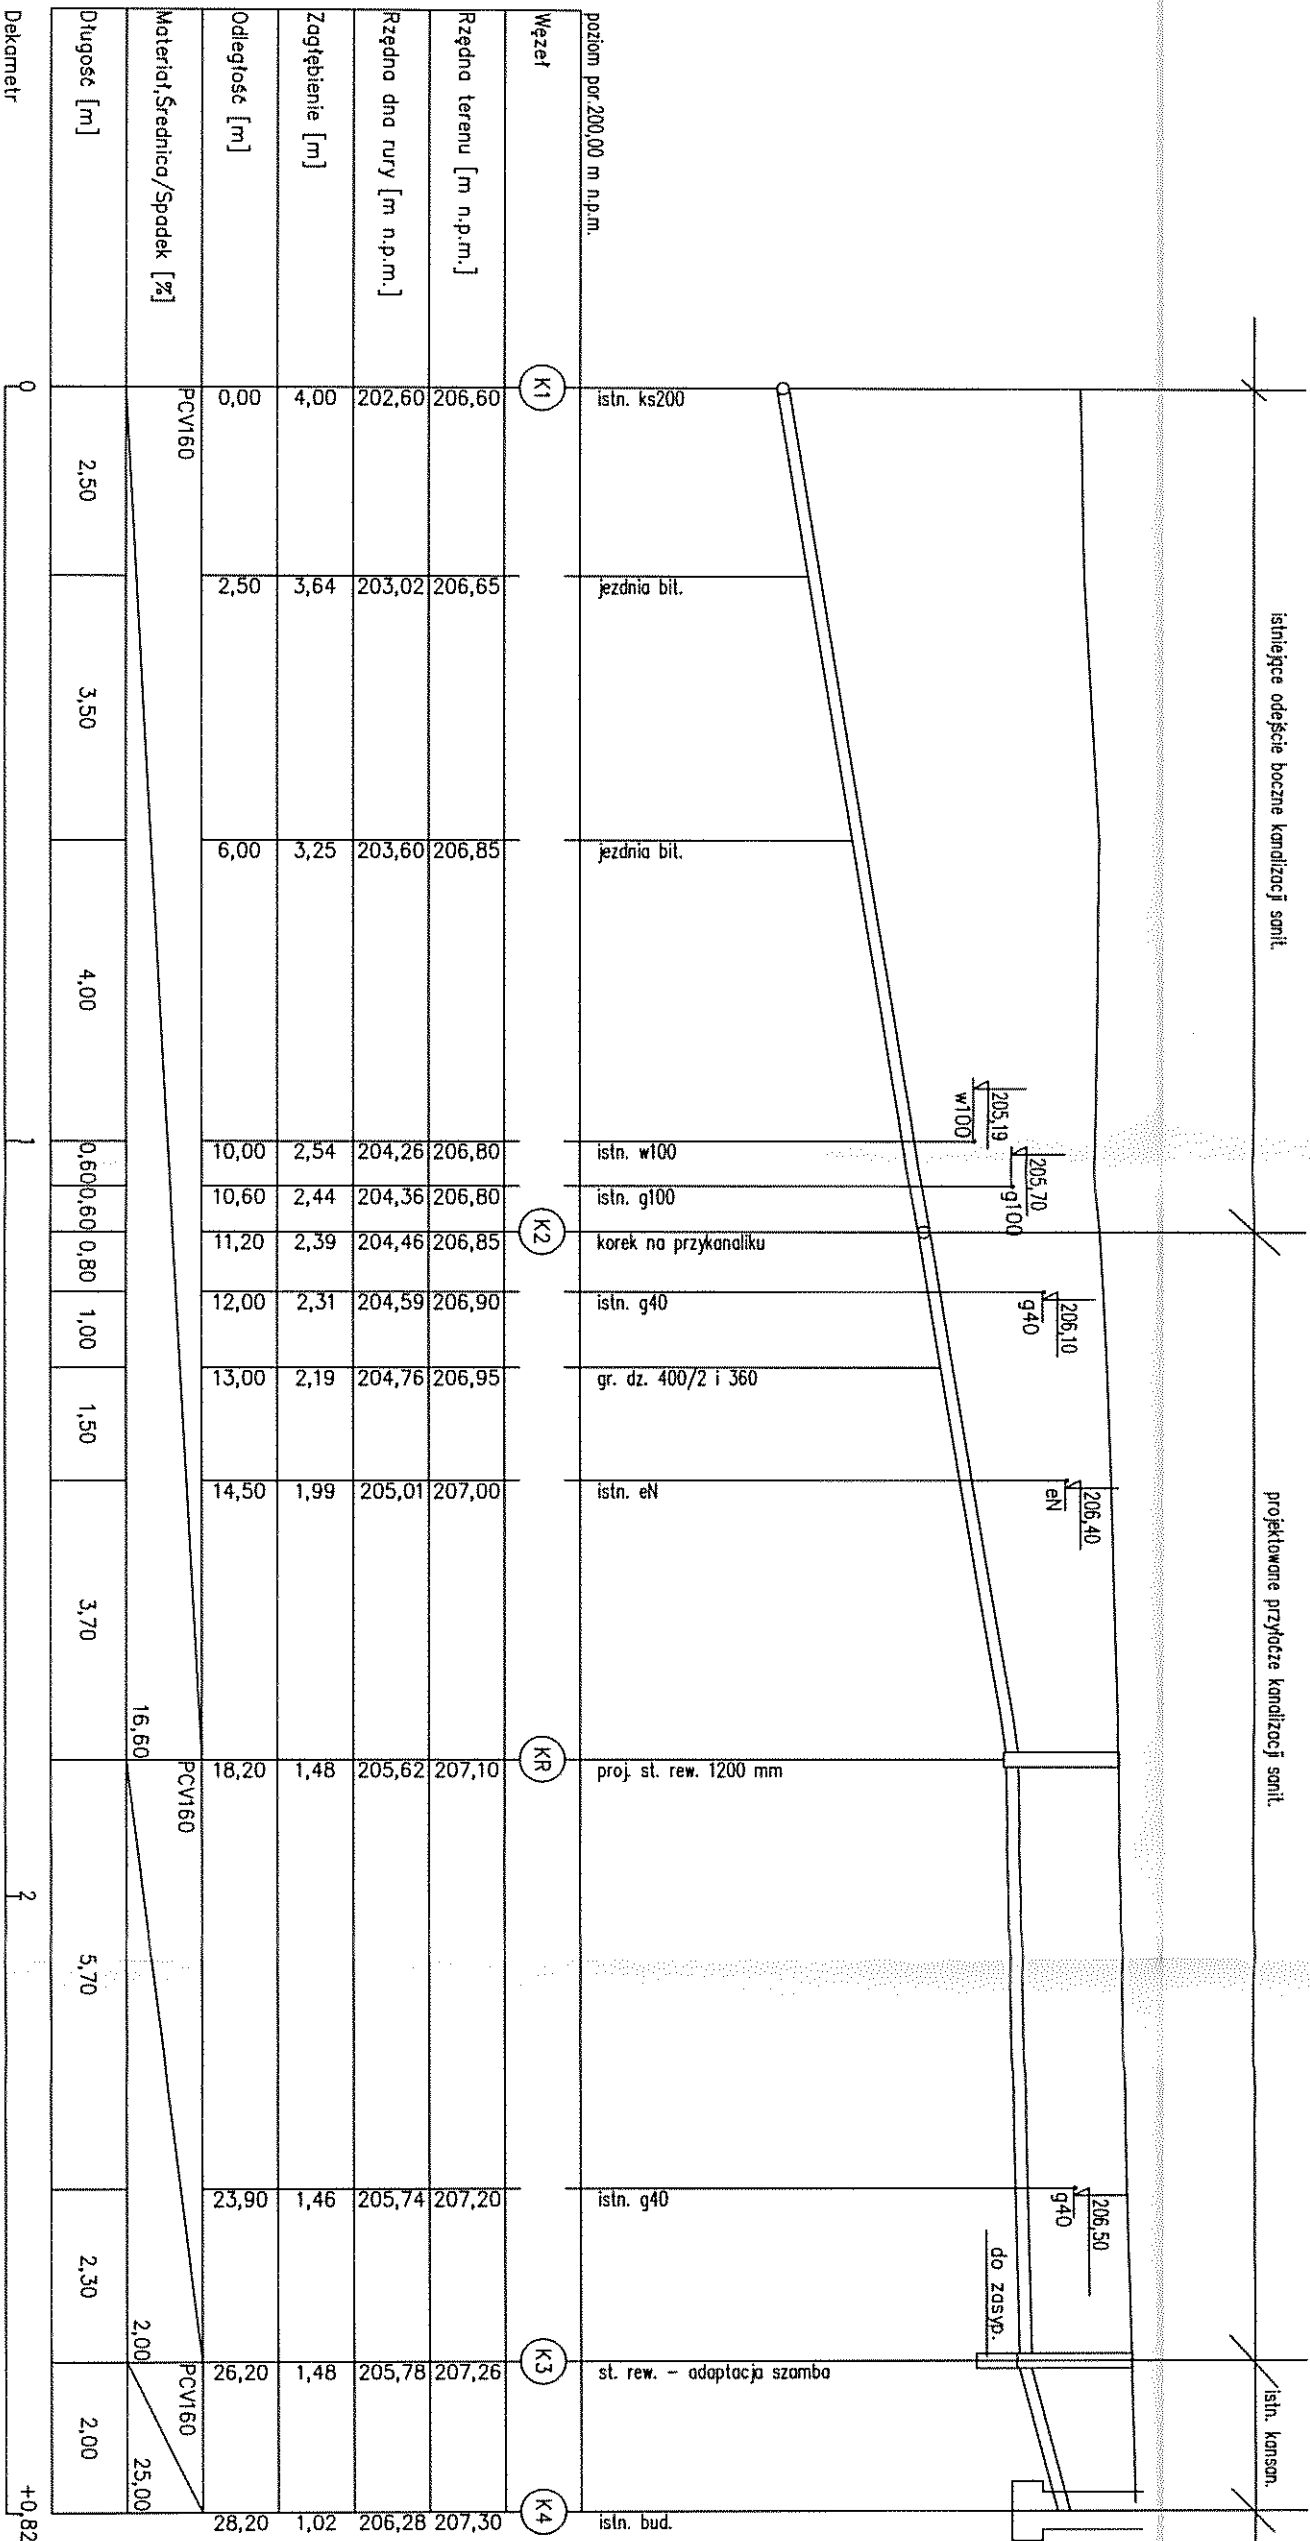 istniejące odejście boczne kanalizacji sanit.
projektowane przyłącze kanalizacji sanit.
istn. kansan.
205,19
w100
205,70
g100
206,10
g40
206,40
eN
206,50
g40
do zasyp.
poziom por.200,00 m n.p.m.
istn. ks200
jezdnia bit.
jezdnia bit.
istn. w100
istn. g100
korek na przykanaliku
istn. g40
gr. dz. 400/2 i 360
istn. eN
proj. st. rew. 1200 mm
istn. g40
st. rew. – adaptacja szamba
istn. bud.
Węzeł K1 K2 KR K3 K4
Rzędna terenu [m n.p.m.] 206,60 206,65 206,85 206,80 206,80 206,85 206,90 206,95 207,00 207,10 207,20 207,26 207,30
Rzędna dna rury [m n.p.m.] 202,60 203,02 203,60 204,26 204,36 204,46 204,59 204,76 205,01 205,62 205,74 205,78 206,28
Zagłębienie [m] 4,00 3,64 3,25 2,54 2,44 2,39 2,31 2,19 1,99 1,48 1,46 1,48 1,02
Odległość [m] 0,00 2,50 6,00 10,00 10,60 11,20 12,00 13,00 14,50 18,20 23,90 26,20 28,20
Materiał,Średnica/Spadek [%] PCV160 16,60 PCV160 2,00 PCV160 25,00
Długość [m] 2,50 3,50 4,00 0,60 0,60 0,80 1,00 1,50 3,70 5,70 2,30 2,00
Dekametr 0 1 2 +0,82